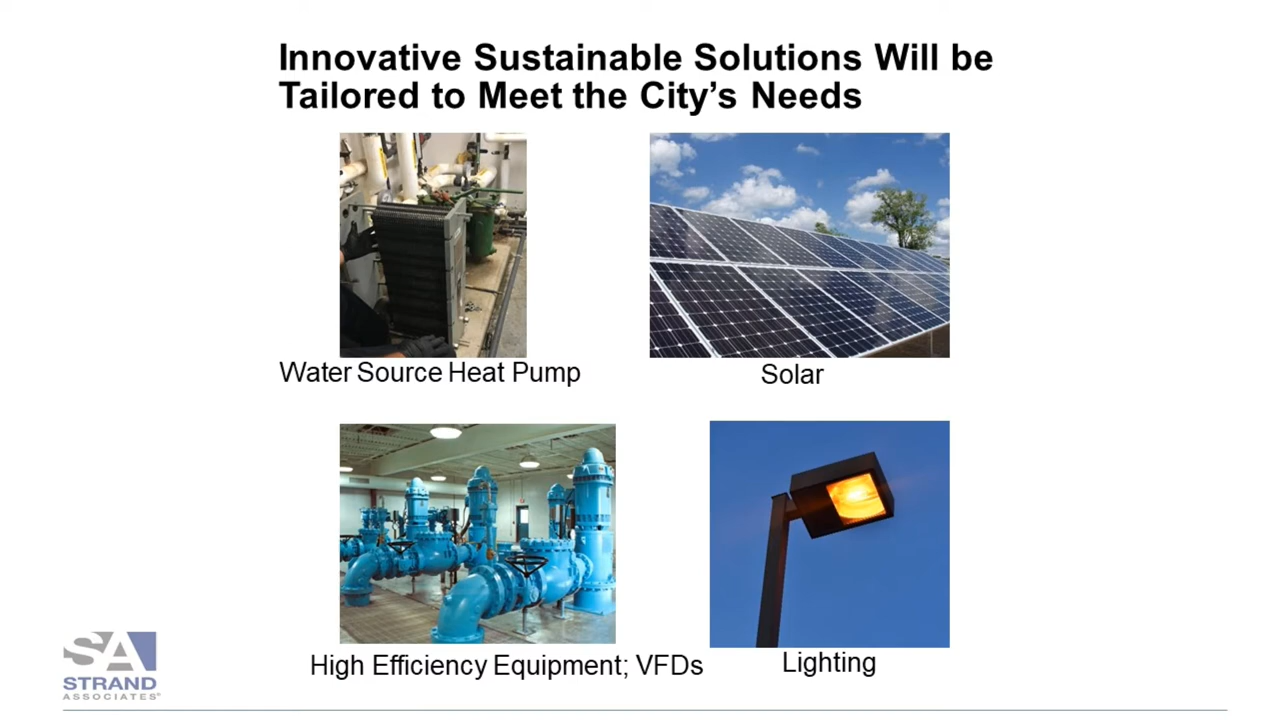 Innovative Sustainable Solutions Will be
Tailored to Meet the City's Needs
Water Source Heat Pump
Solar
High Efficiency Equipment; VFDs
Lighting
SA
STRAND
ASSOCIATES®